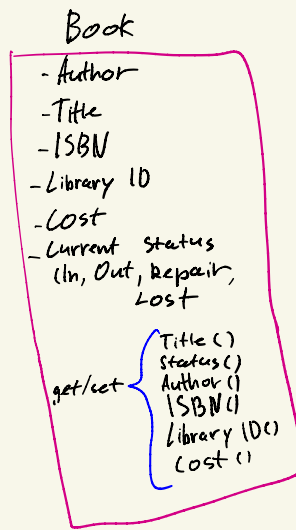 Book
- Author
- Title
- ISBN
- Library ID
- Cost
- Current Status
(In, Out, Repair,
Lost
Title()
Status()
get/set Author()
ISBN()
Library ID()
Cost()